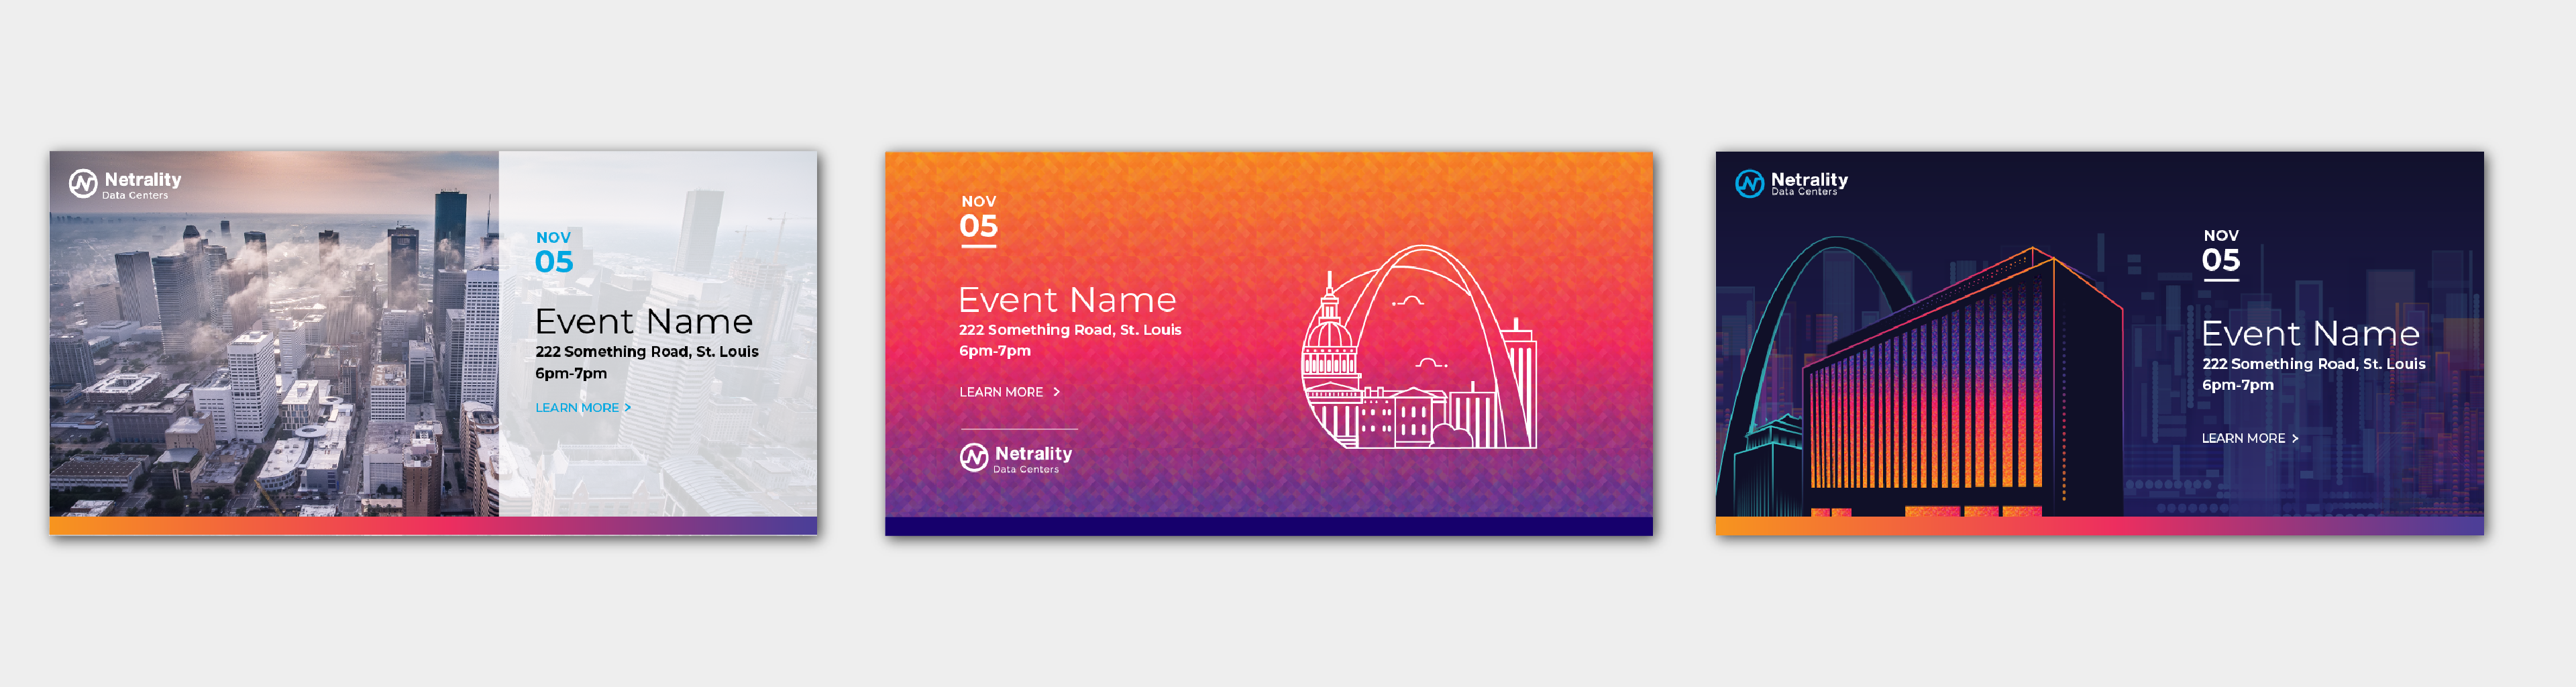 Netrality
Data Centers
NOV
05
Event Name
222 Something Road, St. Louis
6pm-7pm
LEARN MORE >
NOV
05
Event Name
222 Something Road, St. Louis
6pm-7pm
LEARN MORE >
Netrality
Data Centers
Netrality
Data Centers
NOV
05
Event Name
222 Something Road, St. Louis
6pm-7pm
LEARN MORE >